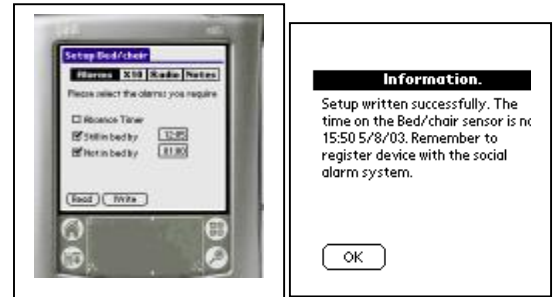 Setup Bed/chair
Alarms X10 Radio Notes
Please select the alarms you require
Absence Timer
Still in bed by 12:05
Not in bed by 01:00
Read Write
Information.
Setup written successfully. The
time on the Bed/chair sensor is no
15:50 5/8/03. Remember to
register device with the social
alarm system.
OK